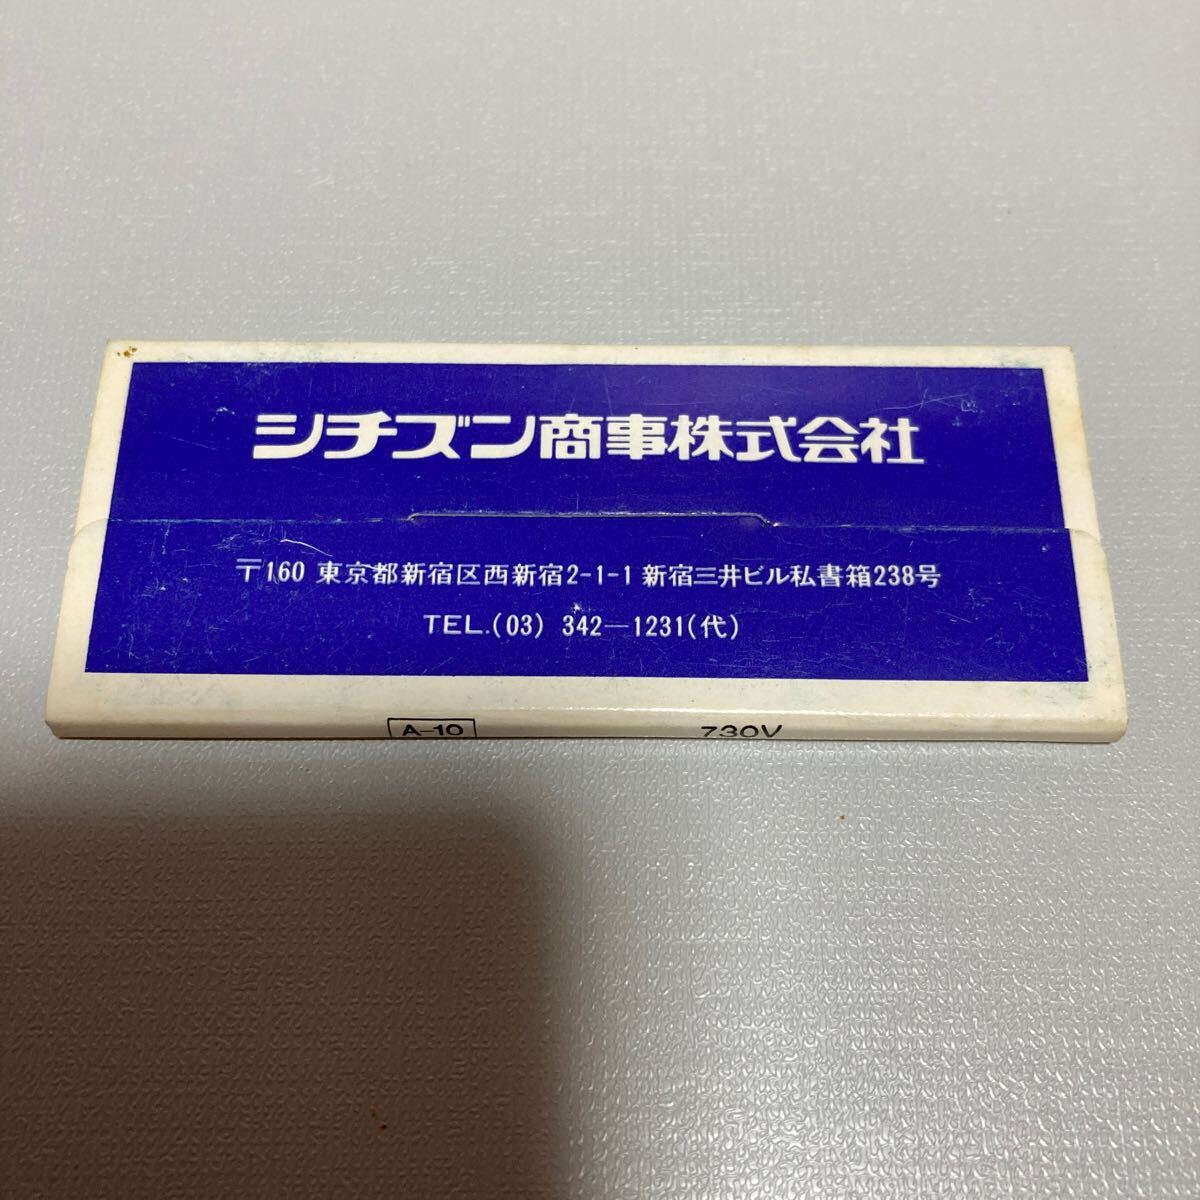 シチズン商事株式会社
〒160 東京都新宿区西新宿2-1-1 新宿三井ビル私書箱238号
TEL.(03) 342―1231(代)
A-10 730V